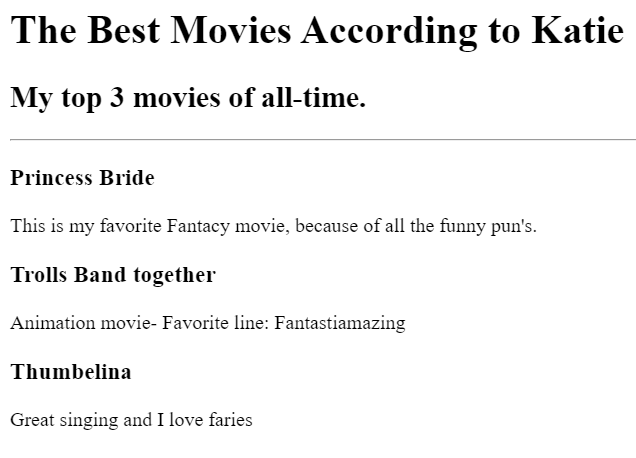 The Best Movies According to Katie
My top 3 movies of all-time.
Princess Bride
This is my favorite Fantacy movie, because of all the funny pun's.
Trolls Band together
Animation movie- Favorite line: Fantastiamazing
Thumbelina
Great singing and I love faries